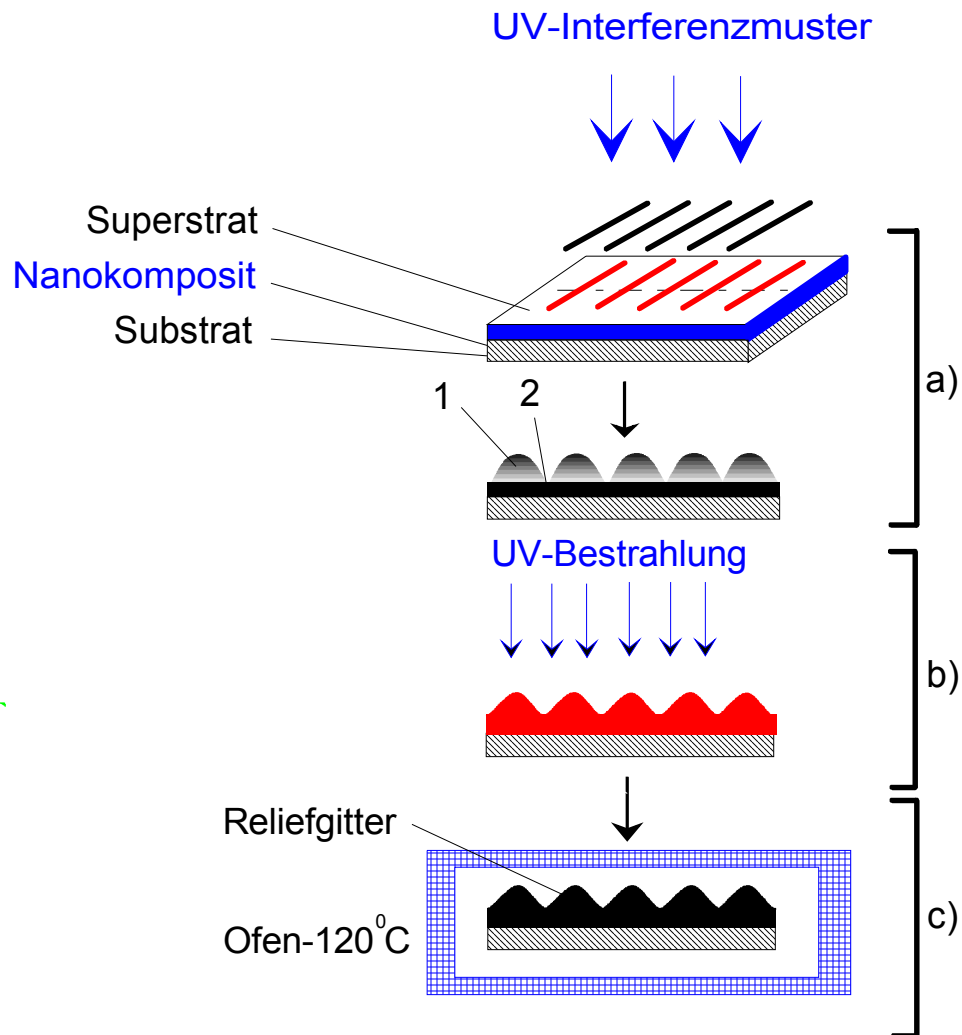 UV-Interferenzmuster
Superstrat
Nanokomposit
Substrat
a)
1
2
UV-Bestrahlung
b)
Reliefgitter
c)
Ofen-120⁰C